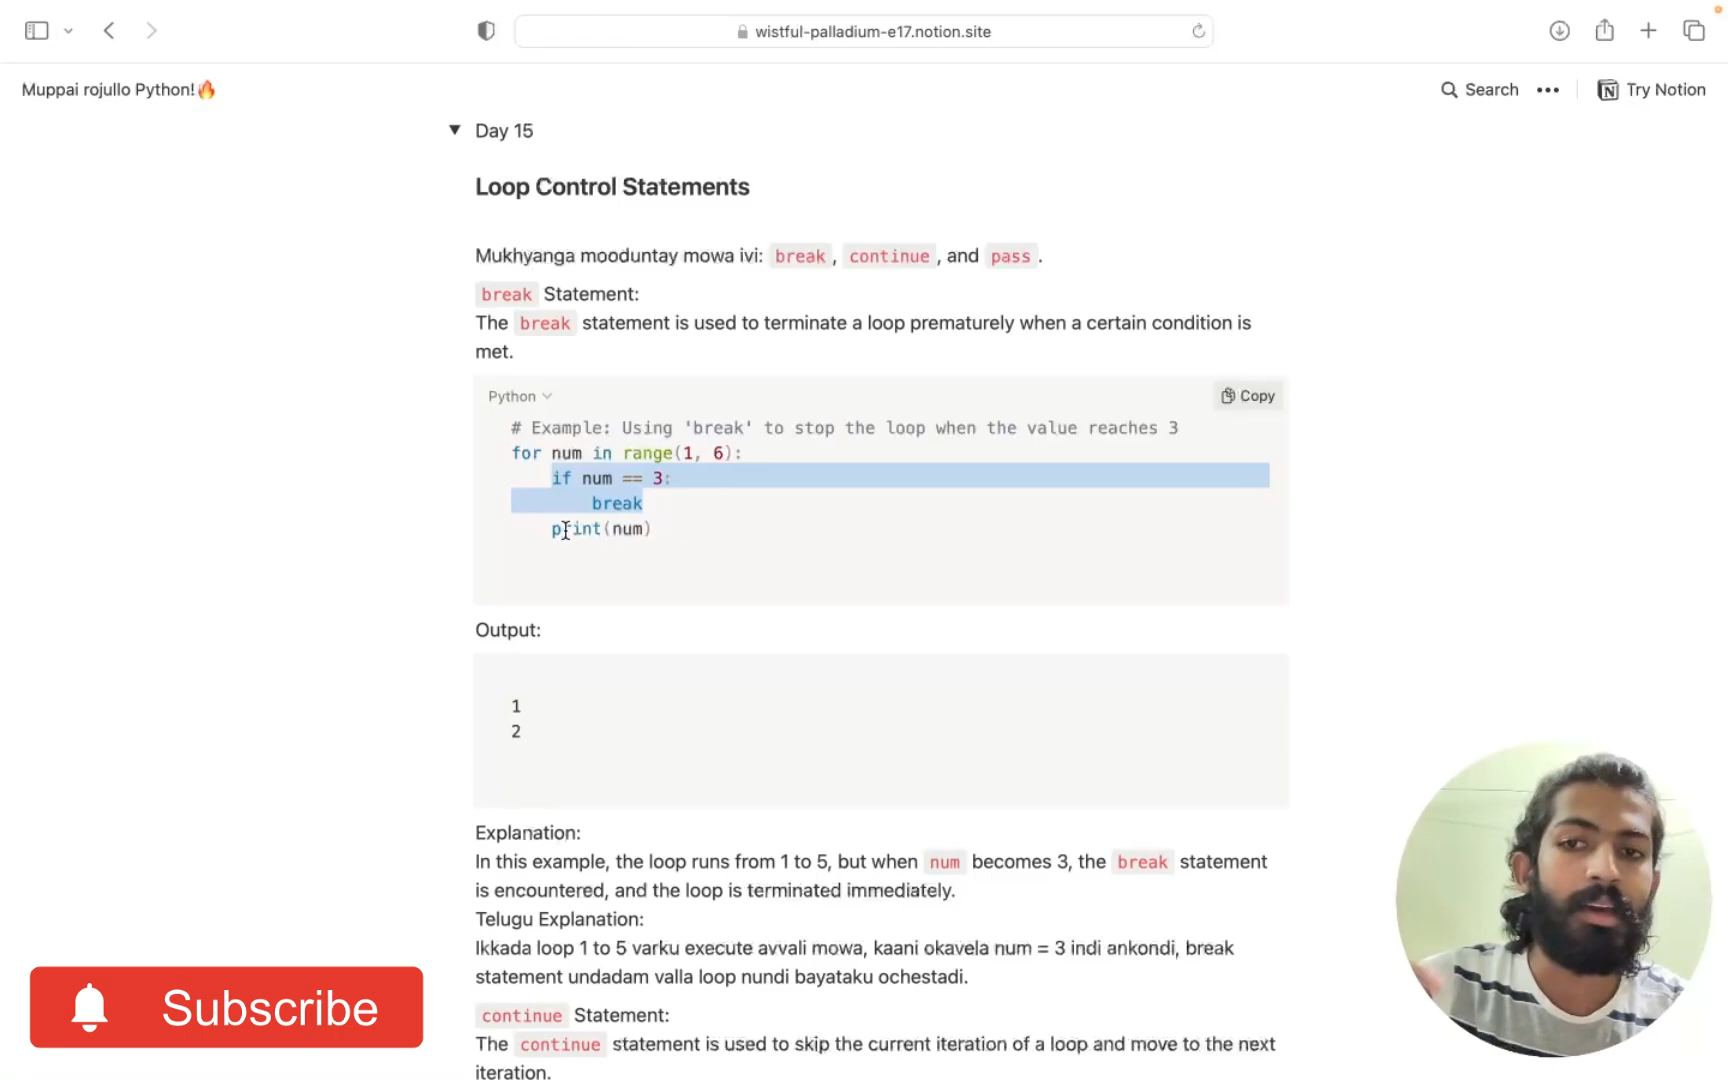 wistful-palladium-e17.notion.site
Muppai rojullo Python!🔥
Search
Try Notion
Day 15
Loop Control Statements
Mukhyanga mooduntay mowa ivi: break, continue, and pass.
break Statement:
The break statement is used to terminate a loop prematurely when a certain condition is
met.
Python
Copy
# Example: Using 'break' to stop the loop when the value reaches 3
for num in range(1, 6):
    if num == 3:
        break
    print(num)
Output:
1
2
Explanation:
In this example, the loop runs from 1 to 5, but when num becomes 3, the break statement
is encountered, and the loop is terminated immediately.
Telugu Explanation:
Ikkada loop 1 to 5 varku execute avvali mowa, kaani okavela num = 3 indi ankondi, break
statement undadam valla loop nundi bayataku ochestadi.
continue Statement:
The continue statement is used to skip the current iteration of a loop and move to the next
iteration.
Subscribe